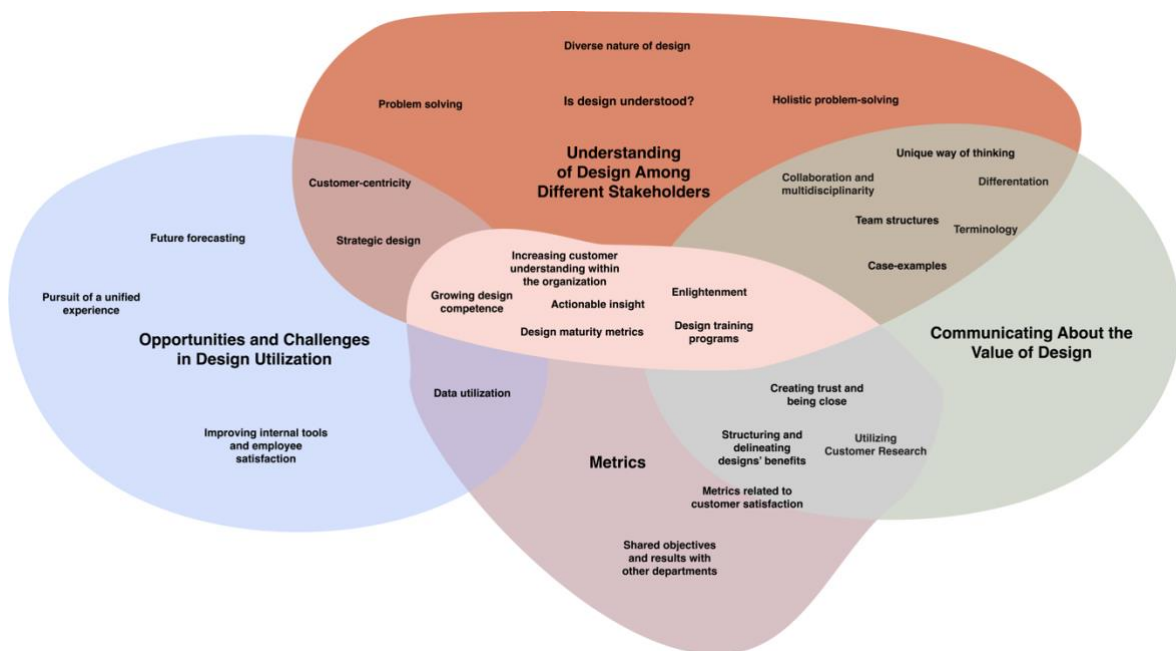 Diverse nature of design
Problem solving
Is design understood?
Holistic problem-solving
Understanding
of Design Among
Different Stakeholders
Unique way of thinking
Collaboration and
multidisciplinarity
Differentation
Team structures
Terminology
Case-examples
Customer-centricity
Strategic design
Future forecasting
Pursuit of a unified
experience
Opportunities and Challenges
in Design Utilization
Improving internal tools
and employee
satisfaction
Increasing customer
understanding within
the organization
Growing design
competence
Actionable insight
Enlightenment
Design maturity metrics
Design training
programs
Communicating About the
Value of Design
Data utilization
Creating trust and
being close
Structuring and
delineating
designs' benefits
Utilizing
Customer Research
Metrics
Metrics related to
customer satisfaction
Shared objectives
and results with
other departments